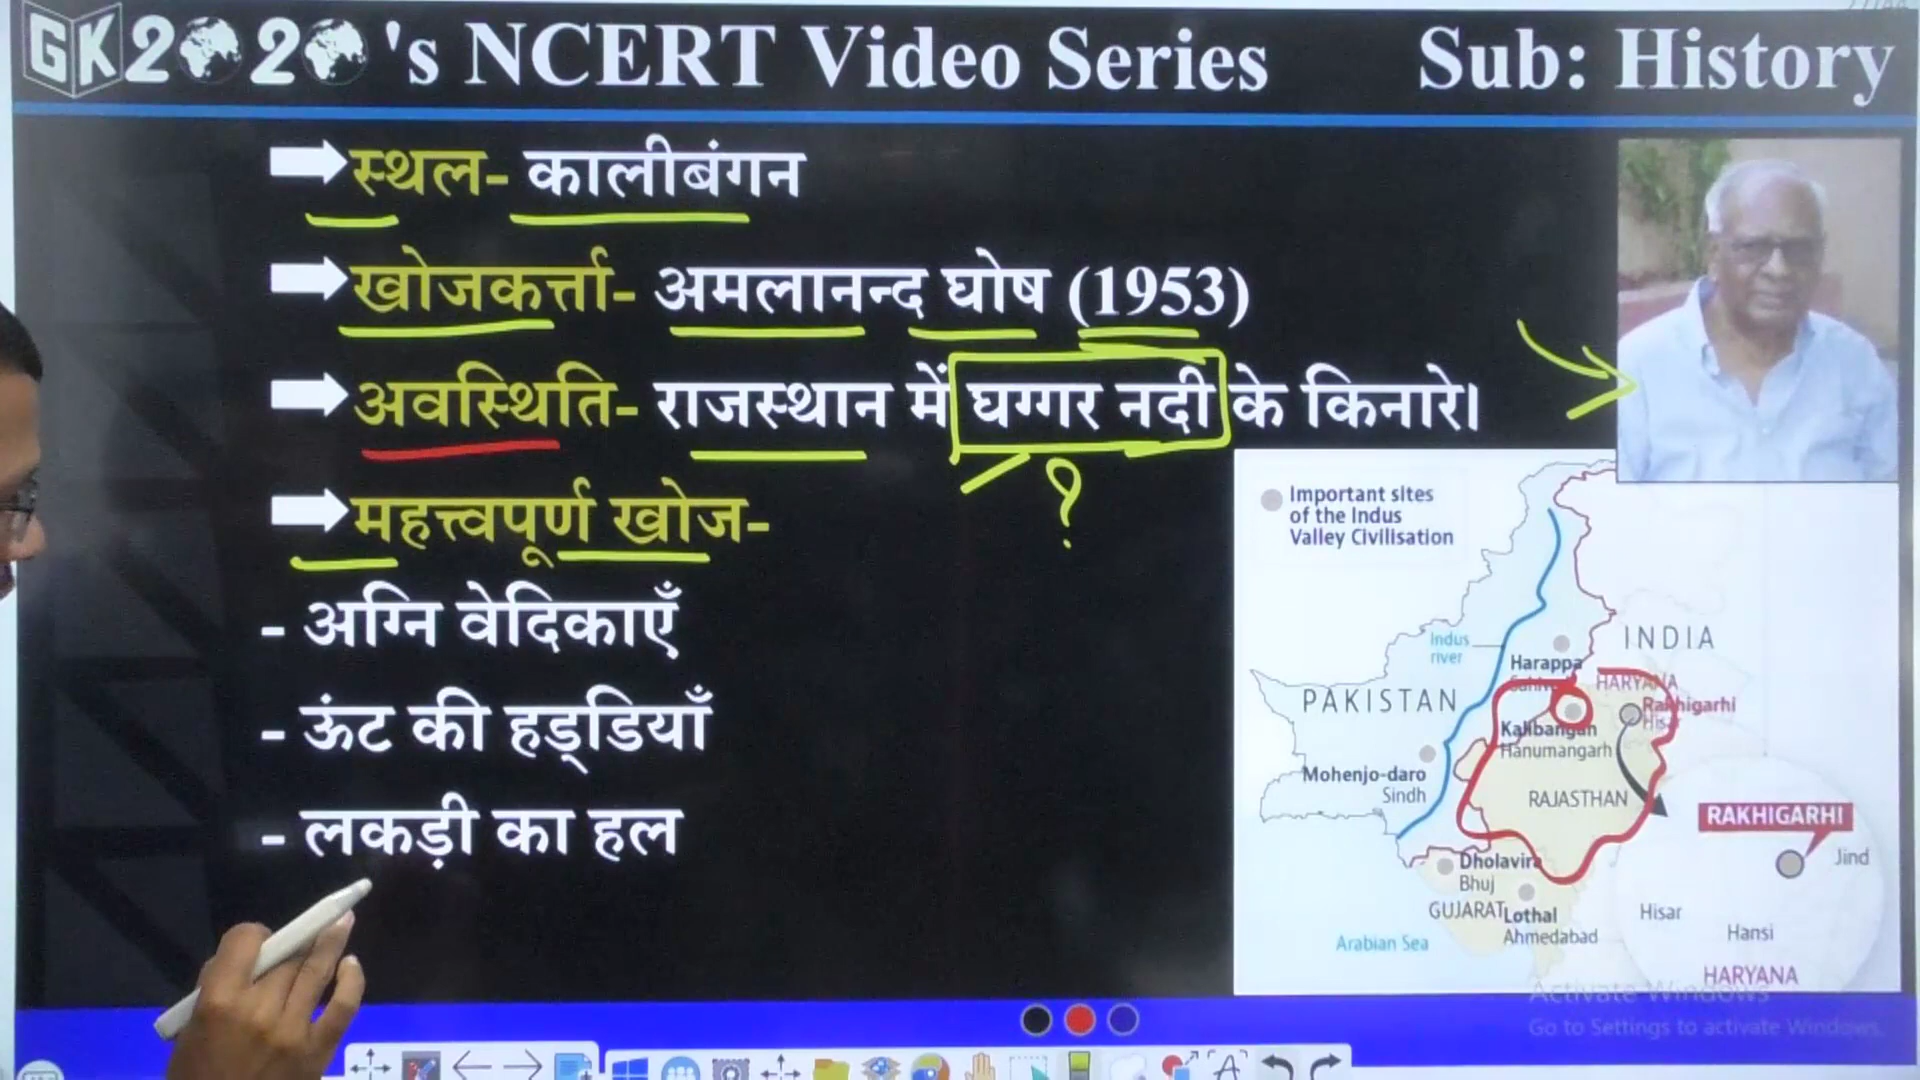 GK2020's NCERT Video Series Sub: History
स्थल- कालीबंगन
खोजकर्त्ता- अमलानन्द घोष (1953)
अवस्थिति- राजस्थान में घग्गर नदी के किनारे।
?
महत्त्वपूर्ण खोज-
- अग्नि वेदिकाएँ
- ऊंट की हड्डियाँ
- लकड़ी का हल
Important sites
of the Indus
Valley Civilisation
Indus
river
INDIA
Harappa
HARYANA
PAKISTAN
Rakhigarhi
Hisar
Kalibangan
Hanumangarh
Mohenjo-daro
Sindh
RAJASTHAN
RAKHIGARHI
Jind
Dholavira
Bhuj
GUJARAT
Lothal
Ahmedabad
Arabian Sea
Hisar
Hansi
HARYANA
Activate Windows
Go to Settings to activate Windows.